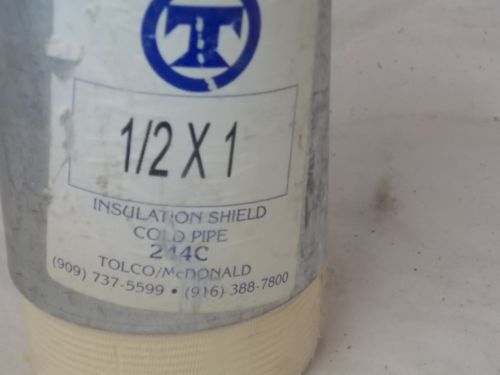 T
1/2 X 1
INSULATION SHIELD
COLD PIPE
244C
TOLCO/McDONALD
(909) 737-5599 • (916) 388-7800